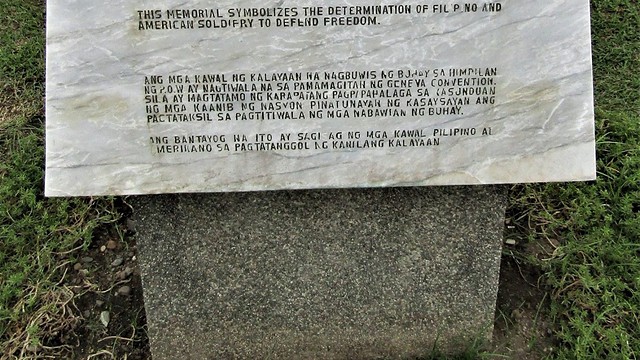 THIS MEMORIAL SYMBOLIZES THE DETERMINATION OF FILIPINO AND
AMERICAN SOLDIERY TO DEFEND FREEDOM.
ANG MGA KAWAL NG KALAYAAN NA NAGBUWIS NG BUHAY SA HIMPILAN
NG P.O.W AY NAGTIWALA NA SA PAMAMAGITAN NG GENEVA CONVENTION.
SILA AY MAGTATAMO NG KARAPATANG PAGPAPAHALAGA SA KASUNDUAN
NG MGA KAANIB NG NASYON PINATUNAYAN NG KASAYSAYAN ANG
PAGTATAKSIL SA PAGTITIWALA NG MGA NABAWIAN NG BUHAY.
ANG BANTAYOG NA ITO AY SAGISAG NG MGA KAWAL PILIPINO AT
MERIKANO SA PAGTATANGGOL NG KANILANG KALAYAAN